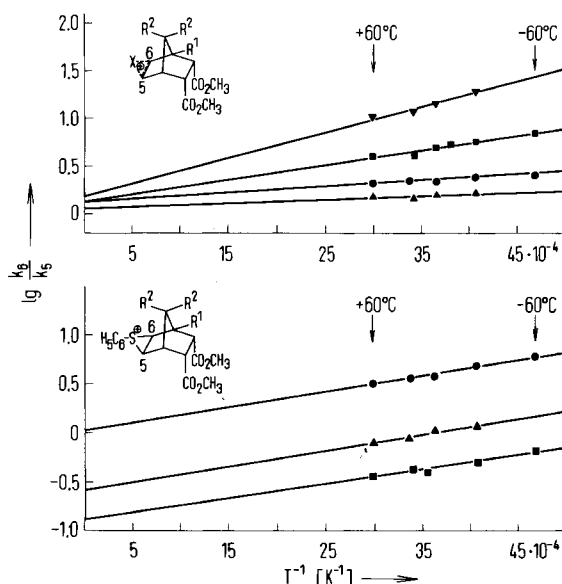 R² R²
6 R¹
X⊕
5 CO₂CH₃
CO₂CH₃
+60°C -60°C
2.0
1.5
1.0
0.5
0
5 15 25 35 45·10⁻⁴
lg k₆/k₅
R² R²
⊕ 6 R¹
H₅C₆-S
5 CO₂CH₃
CO₂CH₃
+60°C -60°C
1,0
0,5
0
-0,5
-1,0
5 15 25 35 45·10⁻⁴
T⁻¹ [K⁻¹]